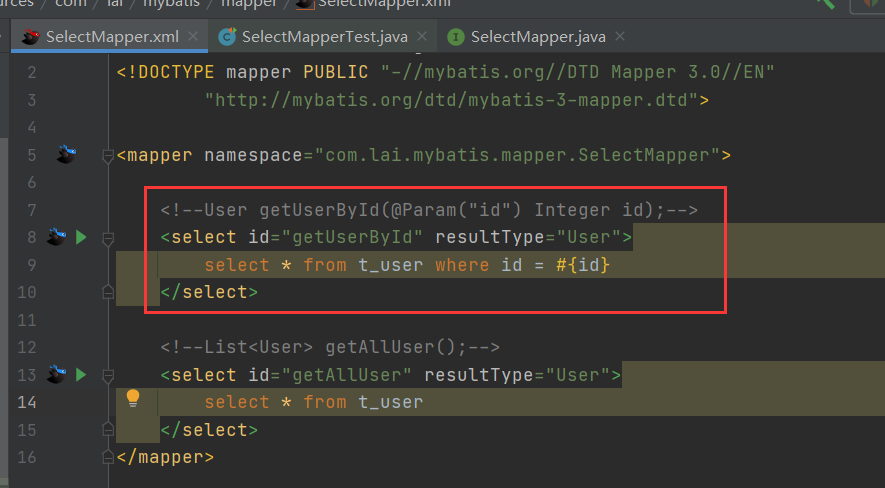 urces / com / lai / mybatis / mapper / SelectMapper.xml
SelectMapper.xml × SelectMapperTest.java × SelectMapper.java ×
2 <!DOCTYPE mapper PUBLIC "-//mybatis.org//DTD Mapper 3.0//EN"
3 "http://mybatis.org/dtd/mybatis-3-mapper.dtd">
4
5 <mapper namespace="com.lai.mybatis.mapper.SelectMapper">
6
7 <!--User getUserById(@Param("id") Integer id);-->
8 <select id="getUserById" resultType="User">
9 select * from t_user where id = #{id}
10 </select>
11
12 <!--List<User> getAllUser();-->
13 <select id="getAllUser" resultType="User">
14 select * from t_user
15 </select>
16 </mapper>